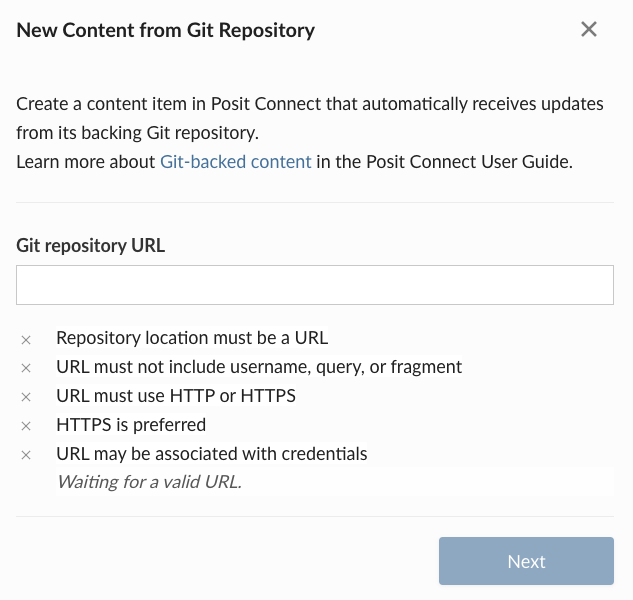 New Content from Git Repository
Create a content item in Posit Connect that automatically receives updates
from its backing Git repository.
Learn more about Git-backed content in the Posit Connect User Guide.
Git repository URL
Repository location must be a URL
URL must not include username, query, or fragment
URL must use HTTP or HTTPS
HTTPS is preferred
URL may be associated with credentials
Waiting for a valid URL.
Next